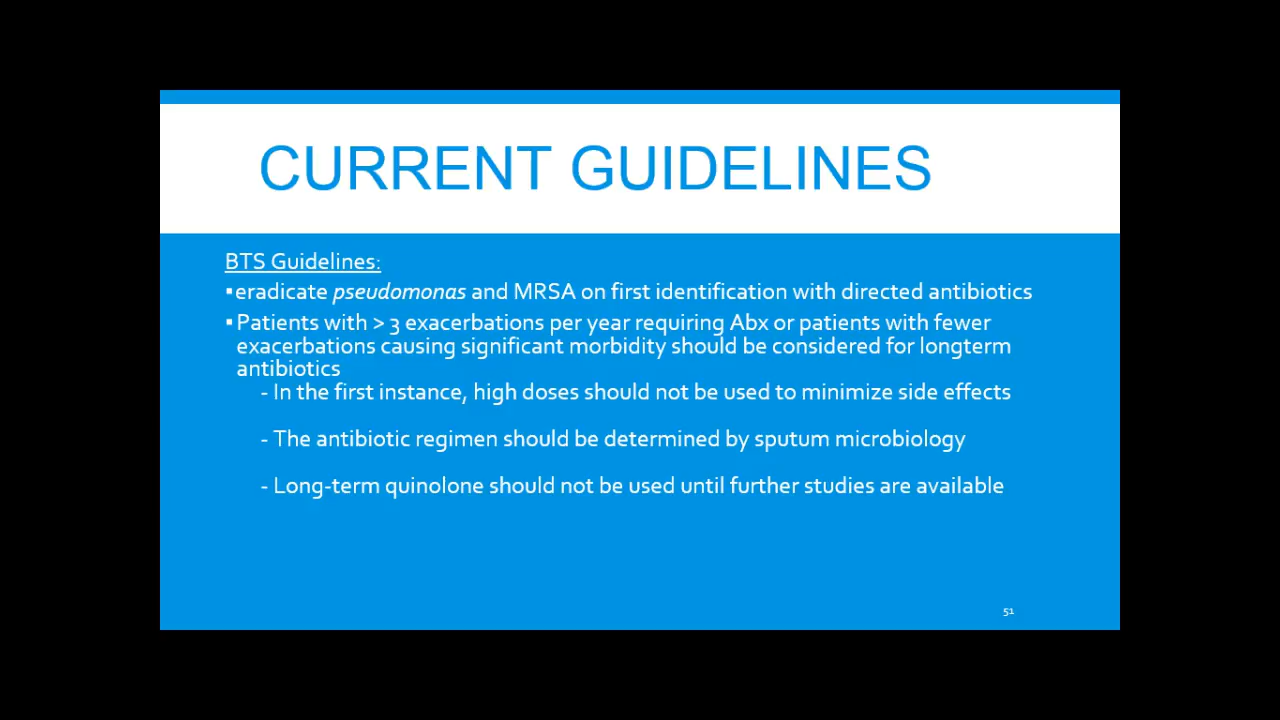 CURRENT GUIDELINES
BTS Guidelines:
▪eradicate pseudomonas and MRSA on first identification with directed antibiotics
▪Patients with > 3 exacerbations per year requiring Abx or patients with fewer
exacerbations causing significant morbidity should be considered for longterm
antibiotics
- In the first instance, high doses should not be used to minimize side effects
- The antibiotic regimen should be determined by sputum microbiology
- Long-term quinolone should not be used until further studies are available
51